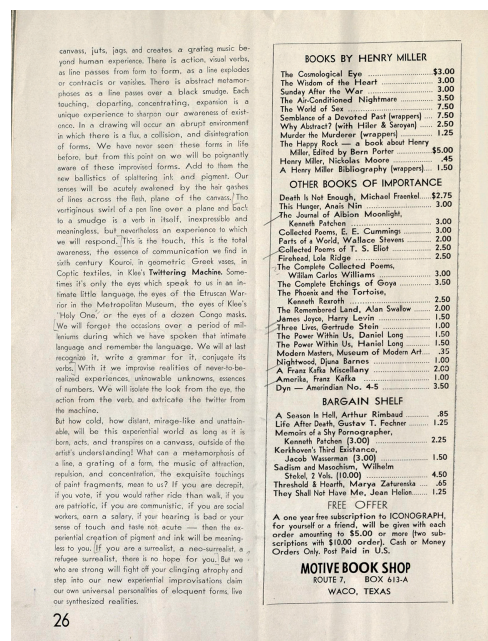 canvass, juts, jags, and creates a grating music be-
yond human experience. There is action, visual verbs,
as line passes from form to form, as a line explodes
or contracts or vanishes. There is abstract metamor-
phoses as a line passes over a black smudge. Each
touching, departing, concentrating, expansion is a
unique experience to sharpen our awareness of exist-
ence. In a drawing will occur an abrupt environment
in which there is flux, a collision, and disintegration
of forms. We have never seen these forms in life
before, but from this point on we will be poignantly
aware of these improvised forms. Add to them the
new ballistics of splattering ink and pigment. Our
senses will be acutely awakened by the hair gashes
of lines across the flesh, plane of the canvass. The
vertiginous swirl of a pen line over a plane and back
to a smudge is a verb in itself, inexpressible and
meaningless, but nevertheless an experience to which
we will respond. This is the touch, this is the total
awareness, the essence of communication we find in
sixth century Kouroi, in geometric Greek vases, in
Coptic textiles, in Klee's Twittering Machine. Some-
times it's only the eyes which speak to us in an in-
timate little language, the eyes of the Etruscan War-
rior in the Metropolitan Museum, the eyes of Klee's
"Holy One," or the eyes of a dozen Congo masks.
We will forget the occasions over a period of mil-
leniums during which we have spoken that intimate
language and remember the language. We will at last
recognize it, write a grammar for it, conjugate its
verbs. With it we improvise realities of never-to-be-
realized experiences, unknowable unknowns, essences
of numbers. We will isolate the look from the eye, the
action from the verb, and extricate the twitter from
the machine.
But how cold, how distant, mirage-like and unattain-
able, will be this experiential world as long as it is
born, acts, and transpires on a canvass, outside of the
artist's understanding! What can a metamorphosis of
a line, a grating of a form, the music of attraction,
repulsion, and concentration, the exquisite touchings
of paint fragments, mean to us? If you are decrepit,
if you vote, if you would rather ride than walk, if you
are patriotic, if you are communistic, if you are social
workers, earn a salary, if your hearing is bad or your
sense of touch and taste not acute — then the ex-
periential creation of pigment and ink will be meaning-
less to you. If you are a surrealist, a neo-surrealist, a
refugee surrealist, there is no hope for you. But we
who are strong will fight off your clinging atrophy and
step into our new experiential improvisations claim
our own universal personalities of eloquent forms, live
our synthesized realities.
26
BOOKS BY HENRY MILLER
The Cosmological Eye $3.00
The Wisdom of the Heart 3.00
Sunday After the War 3.00
The Air-Conditioned Nightmare 3.50
The World of Sex 7.50
Semblance of a Devoted Past (wrappers) 7.50
Why Abstract? (with Hiler & Saroyan) 2.50
Murder the Murderer (wrappers) 1.25
The Happy Rock — a book about Henry
Miller, Edited by Bern Porter $5.00
Henry Miller, Nickolas Moore .45
A Henry Miller Bibliography (wrappers) 1.50
OTHER BOOKS OF IMPORTANCE
Death Is Not Enough, Michael Fraenkel $2.75
This Hunger, Anais Nin 3.00
The Journal of Albion Moonlight,
Kenneth Patchen 3.00
Collected Poems, E. E. Cummings 3.00
Parts of a World, Wallace Stevens 2.00
Collected Poems of T. S. Eliot 2.50
Firehead, Lola Ridge 2.50
The Complete Collected Poems,
William Carlos Williams 3.00
The Complete Etchings of Goya 3.50
The Phoenix and the Tortoise,
Kenneth Rexroth 2.50
The Remembered Land, Alan Swallow 2.00
James Joyce, Harry Levin 1.50
Three Lives, Gertrude Stein 1.00
The Power Within Us, Daniel Long 1.50
The Power Within Us, Haniel Long 1.50
Modern Masters, Museum of Modern Art .35
Nightwood, Djuna Barnes 1.00
A Franz Kafka Miscellany 2.00
Amerika, Franz Kafka 1.00
Dyn — Amerindian No. 4-5 3.50
BARGAIN SHELF
A Season In Hell, Arthur Rimbaud .85
Life After Death, Gustav T. Fechner 1.25
Memoirs of a Shy Pornographer,
Kenneth Patchen (3.00) 2.25
Kerkhoven's Third Existance,
Jacob Wasserman (3.00) 1.50
Sadism and Masochism, Wilhelm
Stekel, 2 Vols. (10.00) 4.50
Threshold & Hearth, Marya Zaturenska .65
They Shall Not Have Me, Jean Helion 1.25
FREE OFFER
A one year free subscription to ICONOGRAPH,
for yourself or a friend, will be given with each
order amounting to $5.00 or more (two sub-
scriptions with $10.00 order). Cash or Money
Orders Only. Post Paid in U.S.
MOTIVE BOOK SHOP
ROUTE 7, BOX 613-A
WACO, TEXAS